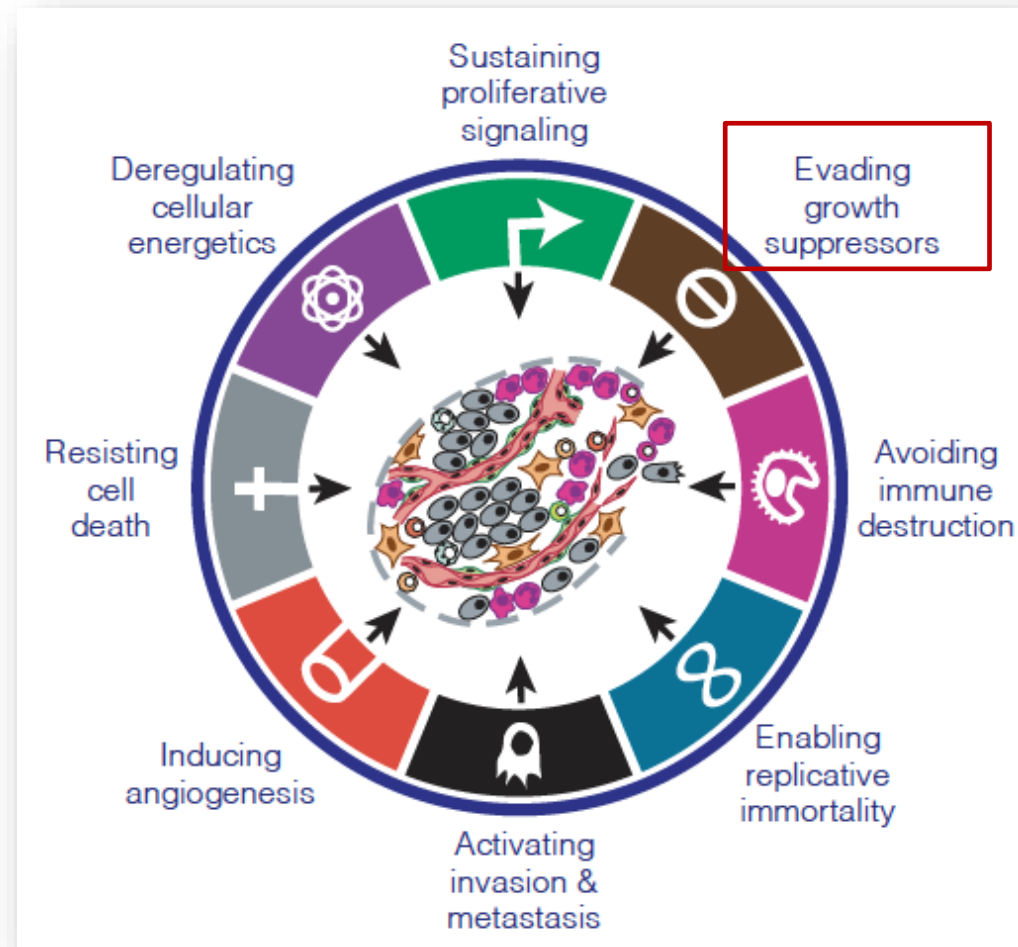 Sustaining
proliferative
signaling
Evading
growth
suppressors
Avoiding
immune
destruction
Enabling
replicative
immortality
Activating
invasion &
metastasis
Inducing
angiogenesis
Resisting
cell
death
Deregulating
cellular
energetics